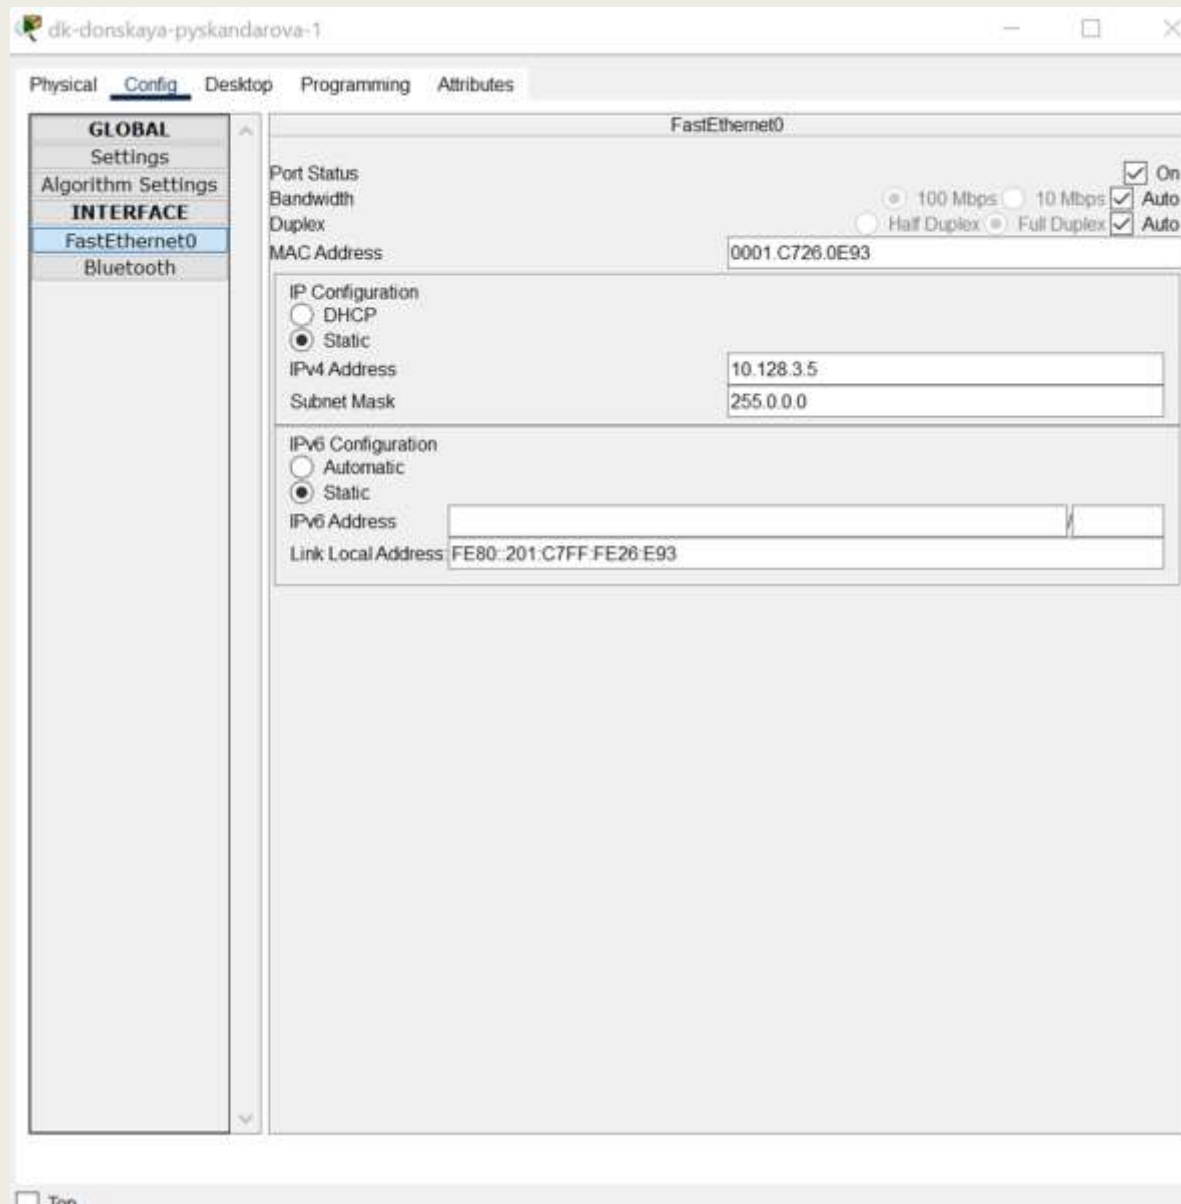 dk-donskaya-pyskandarova-1
Physical Config Desktop Programming Attributes
GLOBAL
Settings
Algorithm Settings
INTERFACE
FastEthernet0
Bluetooth
FastEthernet0
Port Status On
Bandwidth 100 Mbps 10 Mbps Auto
Duplex Half Duplex Full Duplex Auto
MAC Address 0001.C726.0E93
IP Configuration
DHCP
Static
IPv4 Address 10.128.3.5
Subnet Mask 255.0.0.0
IPv6 Configuration
Automatic
Static
IPv6 Address /
Link Local Address: FE80::201:C7FF:FE26:E93
Top